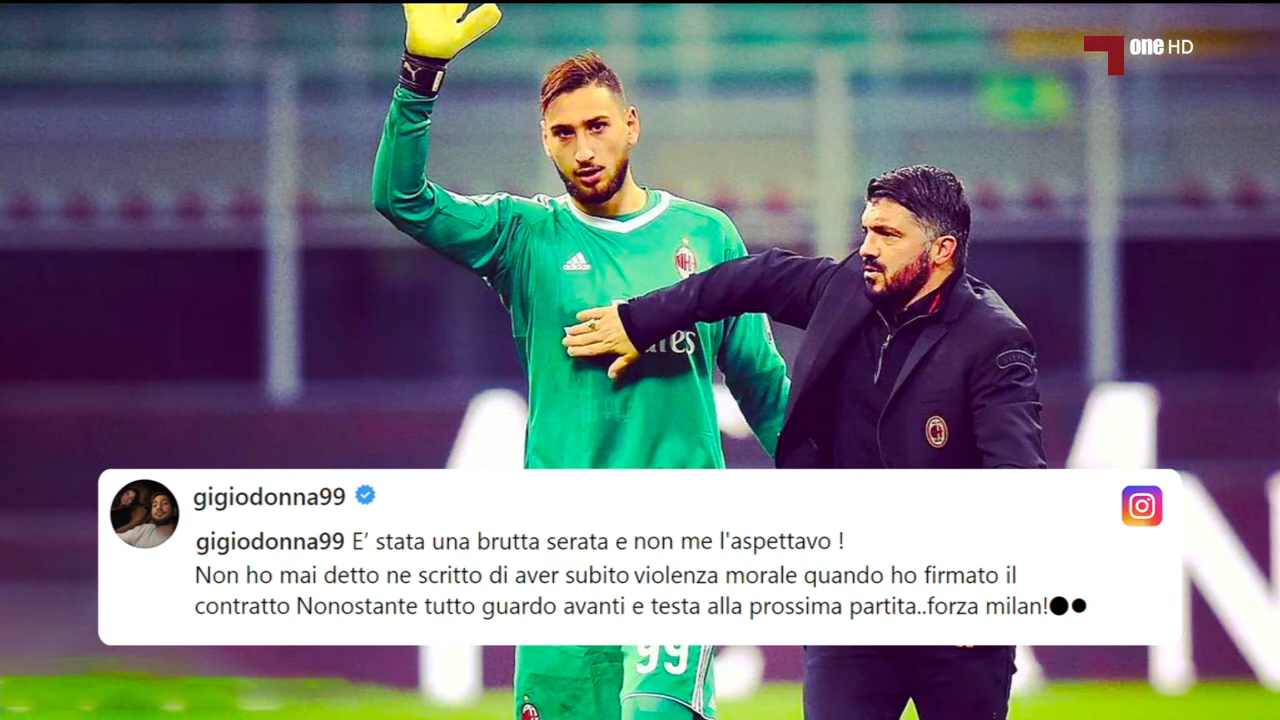 one HD
gigiodonna99
gigiodonna99 E' stata una brutta serata e non me l'aspettavo !
Non ho mai detto ne scritto di aver subito violenza morale quando ho firmato il
contratto Nonostante tutto guardo avanti e testa alla prossima partita..forza milan!⚫⚫
99